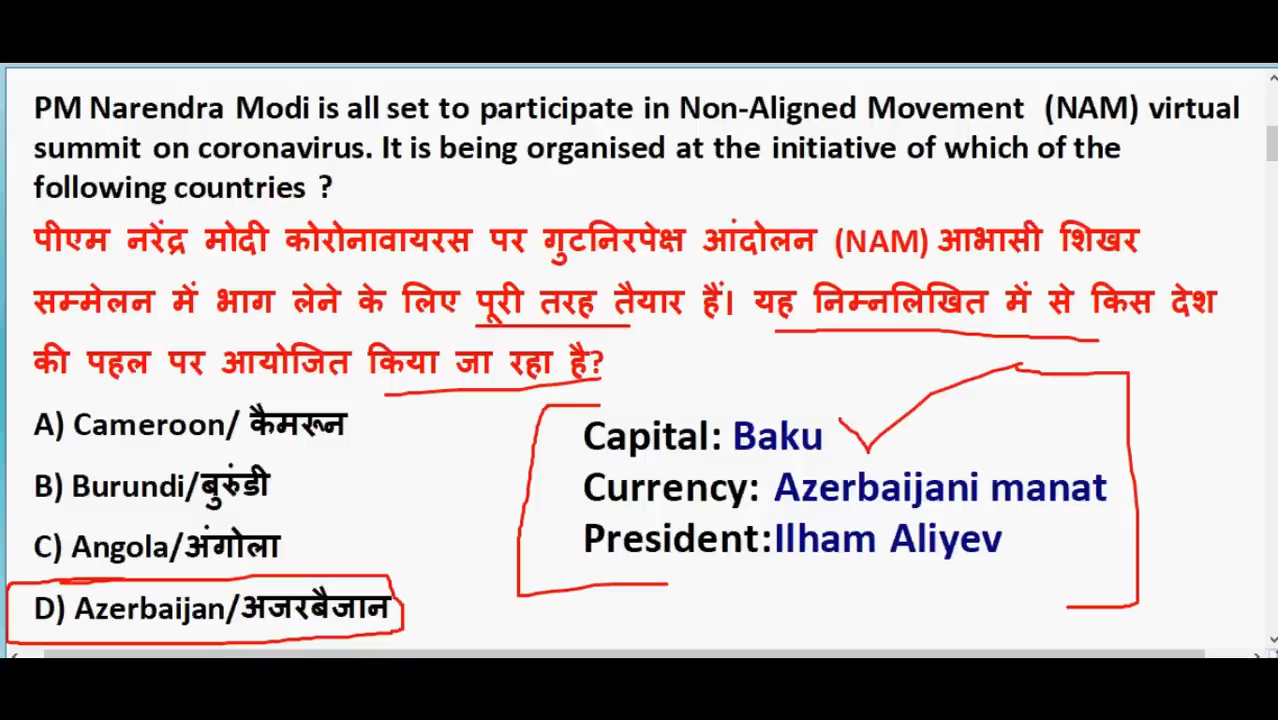 PM Narendra Modi is all set to participate in Non-Aligned Movement (NAM) virtual
summit on coronavirus. It is being organised at the initiative of which of the
following countries ?
पीएम नरेंद्र मोदी कोरोनावायरस पर गुटनिरपेक्ष आंदोलन (NAM) आभासी शिखर
सम्मेलन में भाग लेने के लिए पूरी तरह तैयार हैं। यह निम्नलिखित में से किस देश
की पहल पर आयोजित किया जा रहा है?
A) Cameroon/ कैमरून
B) Burundi/बुरुंडी
C) Angola/अंगोला
D) Azerbaijan/अजरबैजान
Capital: Baku
Currency: Azerbaijani manat
President:Ilham Aliyev